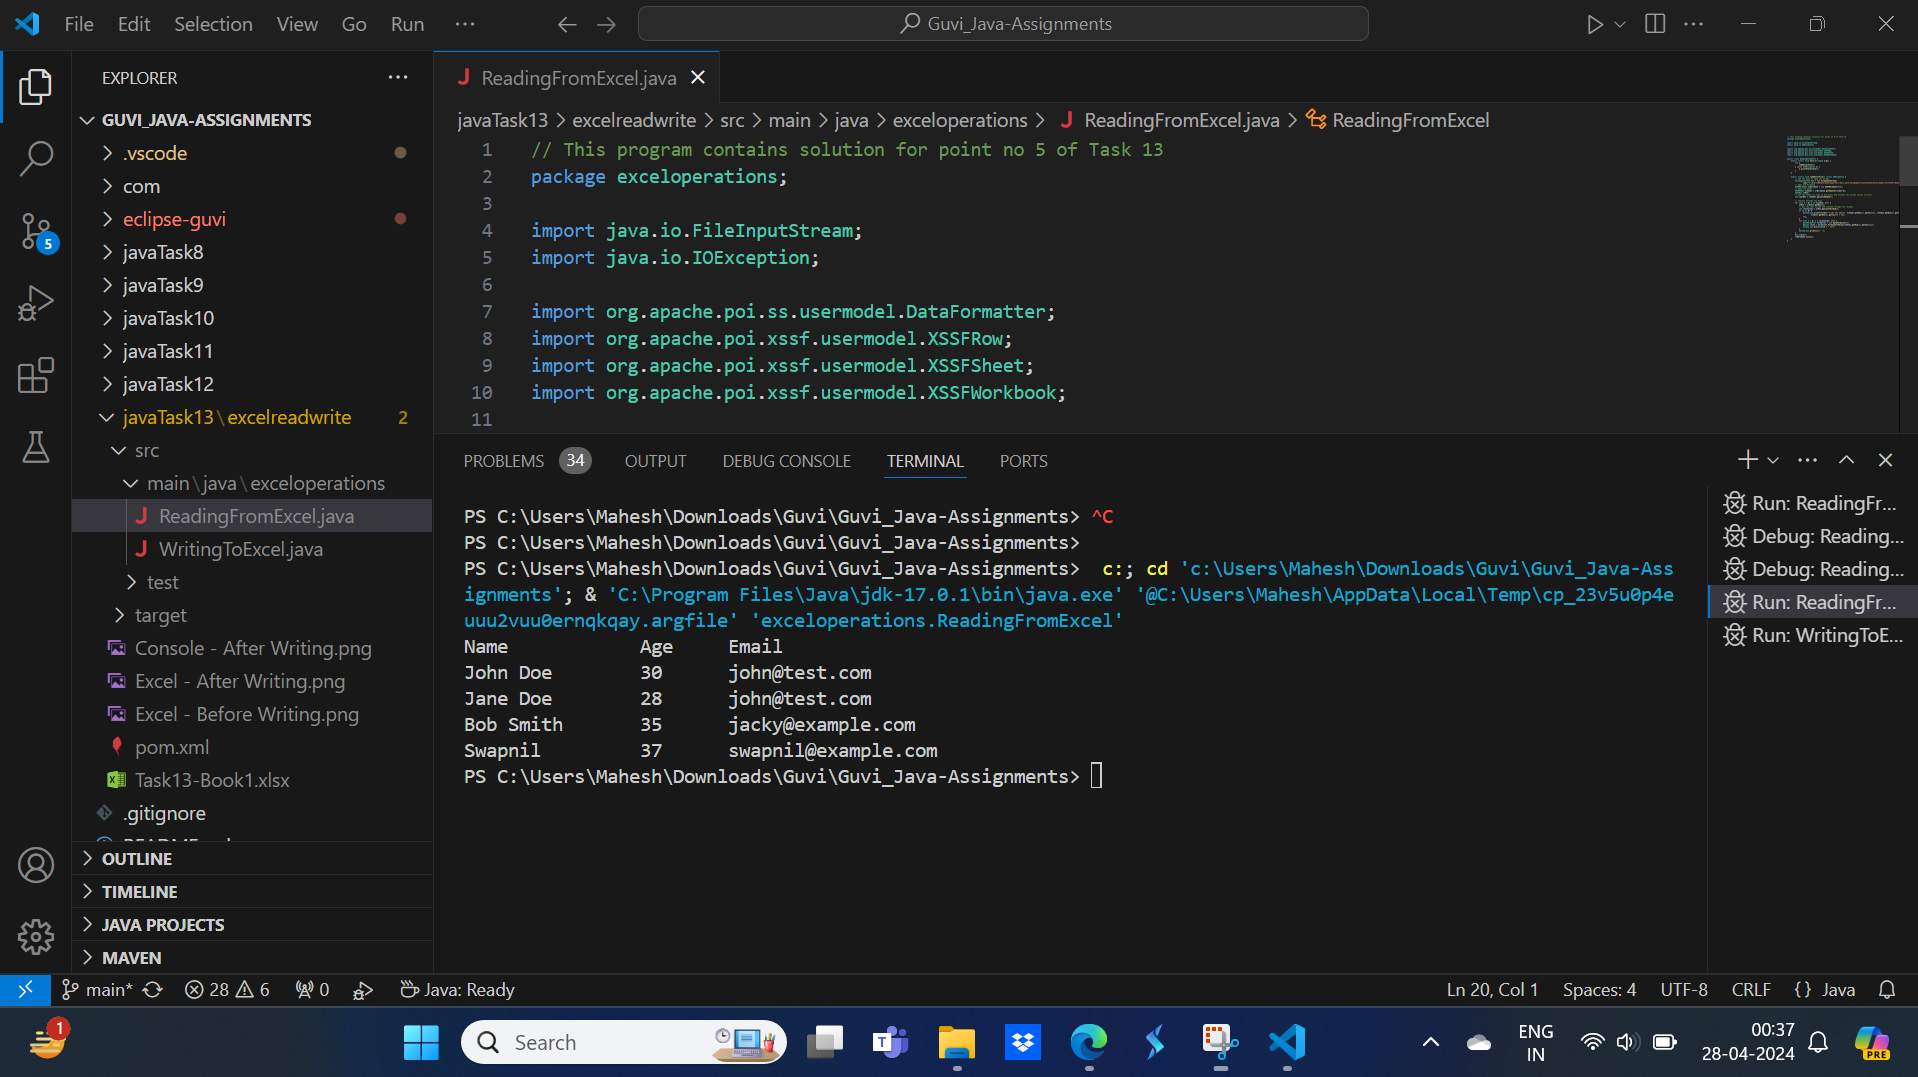 File Edit Selection View Go Run ···
Guvi_Java-Assignments
EXPLORER
GUVI_JAVA-ASSIGNMENTS
.vscode
com
eclipse-guvi
javaTask8
javaTask9
javaTask10
javaTask11
javaTask12
javaTask13\excelreadwrite 2
src
main\java\exceloperations
ReadingFromExcel.java
WritingToExcel.java
test
target
Console - After Writing.png
Excel - After Writing.png
Excel - Before Writing.png
pom.xml
Task13-Book1.xlsx
.gitignore
OUTLINE
TIMELINE
JAVA PROJECTS
MAVEN
5
ReadingFromExcel.java
javaTask13 > excelreadwrite > src > main > java > exceloperations > ReadingFromExcel.java > ReadingFromExcel
1 // This program contains solution for point no 5 of Task 13
2 package exceloperations;
3
4 import java.io.FileInputStream;
5 import java.io.IOException;
6
7 import org.apache.poi.ss.usermodel.DataFormatter;
8 import org.apache.poi.xssf.usermodel.XSSFRow;
9 import org.apache.poi.xssf.usermodel.XSSFSheet;
10 import org.apache.poi.xssf.usermodel.XSSFWorkbook;
11
PROBLEMS 34 OUTPUT DEBUG CONSOLE TERMINAL PORTS
PS C:\Users\Mahesh\Downloads\Guvi\Guvi_Java-Assignments> ^C
PS C:\Users\Mahesh\Downloads\Guvi\Guvi_Java-Assignments>
PS C:\Users\Mahesh\Downloads\Guvi\Guvi_Java-Assignments>  c:; cd 'c:\Users\Mahesh\Downloads\Guvi\Guvi_Java-Ass
ignments'; & 'C:\Program Files\Java\jdk-17.0.1\bin\java.exe' '@C:\Users\Mahesh\AppData\Local\Temp\cp_23v5u0p4e
uuu2vuu0ernqkqay.argfile' 'exceloperations.ReadingFromExcel'
Name Age Email
John Doe 30 john@test.com
Jane Doe 28 john@test.com
Bob Smith 35 jacky@example.com
Swapnil 37 swapnil@example.com
PS C:\Users\Mahesh\Downloads\Guvi\Guvi_Java-Assignments>
Run: ReadingFr...
Debug: Reading...
Debug: Reading...
Run: ReadingFr...
Run: WritingToE...
main* 28 6 0 Java: Ready
Ln 20, Col 1 Spaces: 4 UTF-8 CRLF {} Java
1
Search
ENG
IN
00:37
28-04-2024
PRE